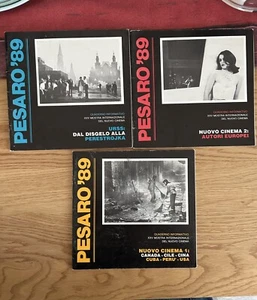 PESARO '89
QUADERNO INFORMATIVO
XXV MOSTRA INTERNAZIONALE
DEL NUOVO CINEMA
URSS:
DAL DISGELO ALLA
PERESTROJKA
PESARO '89
QUADERNO INFORMATIVO
XXV MOSTRA INTERNAZIONALE
DEL NUOVO CINEMA
NUOVO CINEMA 2:
AUTORI EUROPEI
PESARO '89
QUADERNO INFORMATIVO
XXV MOSTRA INTERNAZIONALE
DEL NUOVO CINEMA
NUOVO CINEMA 1:
CANADA - CILE - CINA
CUBA - PERU' - USA